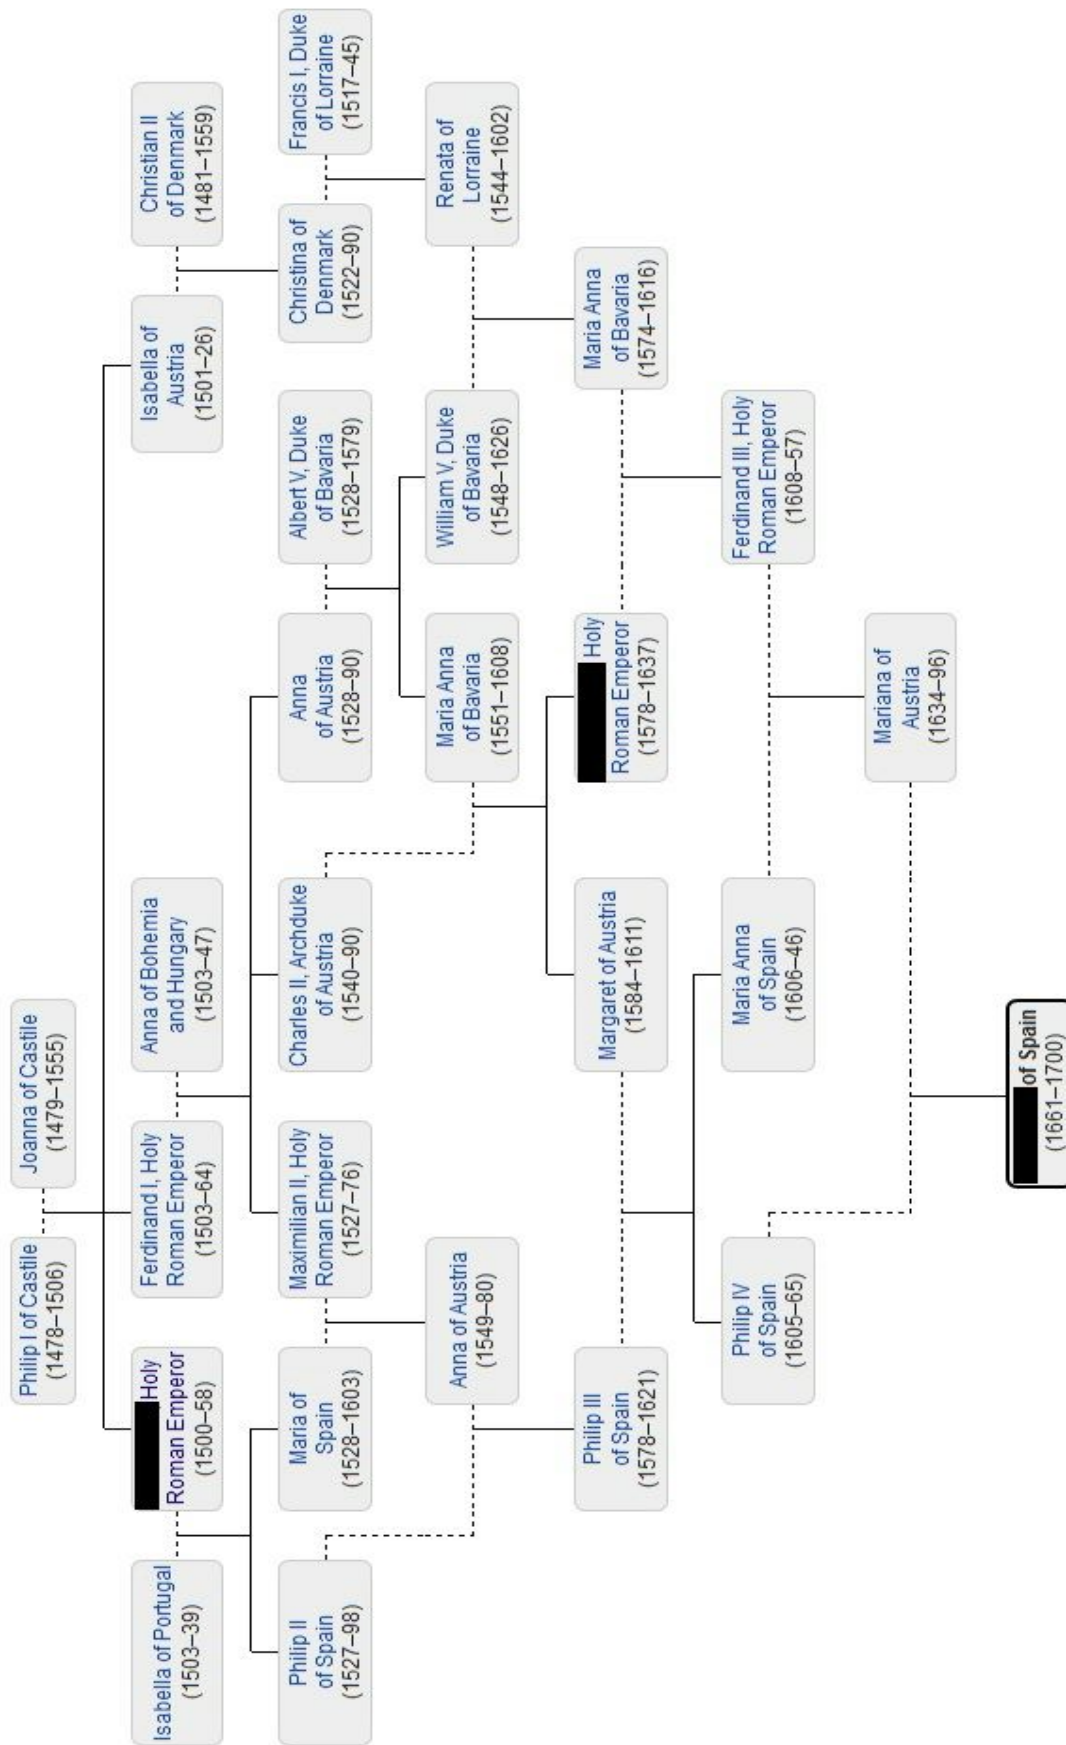 Philip I of Castile
(1478–1506)
Joanna of Castile
(1479–1555)
Isabella of Portugal
(1503–39)
Holy
Roman Emperor
(1500–58)
Ferdinand I, Holy
Roman Emperor
(1503–64)
Anna of Bohemia
and Hungary
(1503–47)
Isabella of
Austria
(1501–26)
Christian II
of Denmark
(1481–1559)
Philip II
of Spain
(1527–98)
Maria of
Spain
(1528–1603)
Maximilian II, Holy
Roman Emperor
(1527–76)
Charles II, Archduke
of Austria
(1540–90)
Anna
of Austria
(1528–90)
Albert V, Duke
of Bavaria
(1528–1579)
Christina of
Denmark
(1522–90)
Francis I, Duke
of Lorraine
(1517–45)
Anna of Austria
(1549–80)
Maria Anna
of Bavaria
(1551–1608)
William V, Duke
of Bavaria
(1548–1626)
Renata of
Lorraine
(1544–1602)
Philip III
of Spain
(1578–1621)
Margaret of Austria
(1584–1611)
Holy
Roman Emperor
(1578–1637)
Maria Anna
of Bavaria
(1574–1616)
Philip IV
of Spain
(1605–65)
Maria Anna
of Spain
(1606–46)
Ferdinand III, Holy
Roman Emperor
(1608–57)
Mariana of
Austria
(1634–96)
of Spain
(1661–1700)